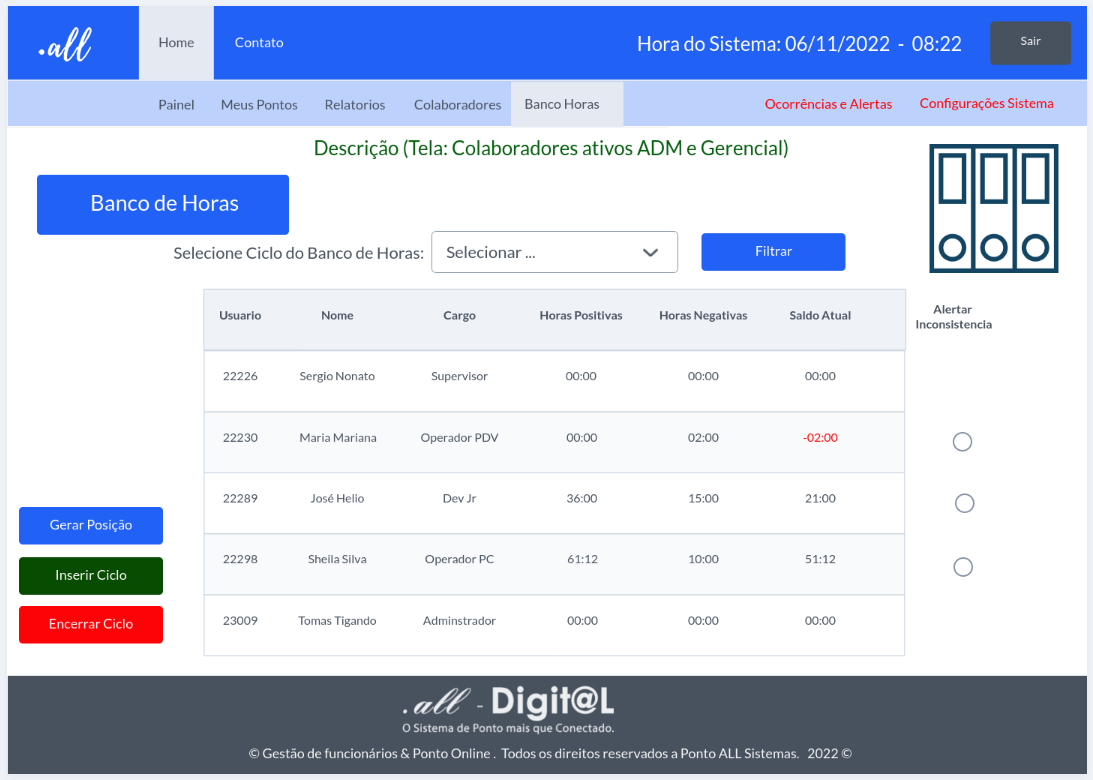 .all Home Contato Hora do Sistema: 06/11/2022 - 08:22 Sair
Painel Meus Pontos Relatorios Colaboradores Banco Horas Ocorrências e Alertas Configurações Sistema
Descrição (Tela: Colaboradores ativos ADM e Gerencial)
Banco de Horas
Selecione Ciclo do Banco de Horas: Selecionar ... Filtrar
Usuario Nome Cargo Horas Positivas Horas Negativas Saldo Atual Alertar
Inconsistencia
22226 Sergio Nonato Supervisor 00:00 00:00 00:00
22230 Maria Mariana Operador PDV 00:00 02:00 -02:00
22289 José Helio Dev Jr 36:00 15:00 21:00
Gerar Posição
22298 Sheila Silva Operador PC 61:12 10:00 51:12
Inserir Ciclo
23009 Tomas Tigando Adminstrador 00:00 00:00 00:00
Encerrar Ciclo
.all - Digit@L
O Sistema de Ponto mais que Conectado.
© Gestão de funcionários & Ponto Online . Todos os direitos reservados a Ponto ALL Sistemas. 2022 ©